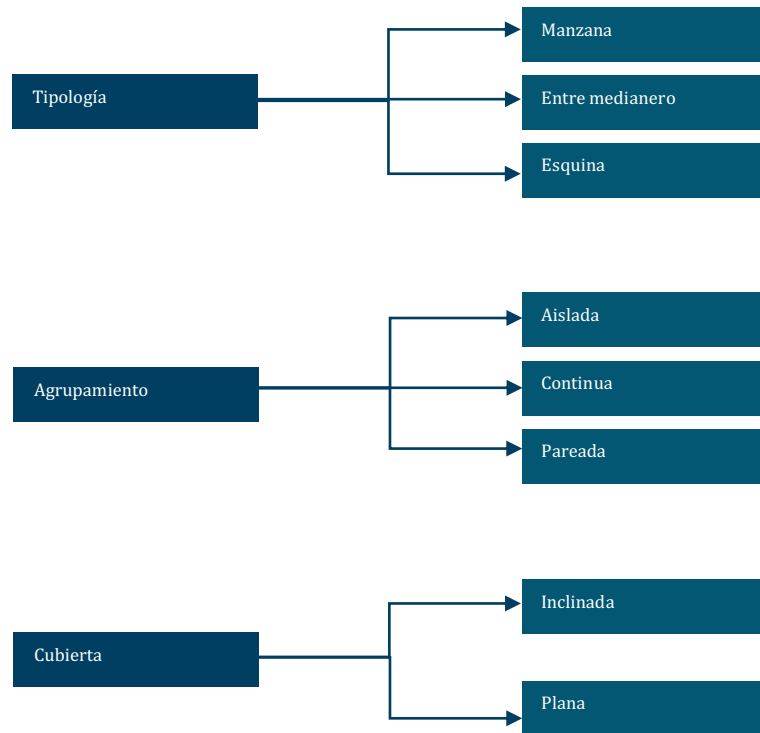 Tipología
Manzana
Entre medianero
Esquina
Agrupamiento
Aislada
Continua
Pareada
Cubierta
Inclinada
Plana